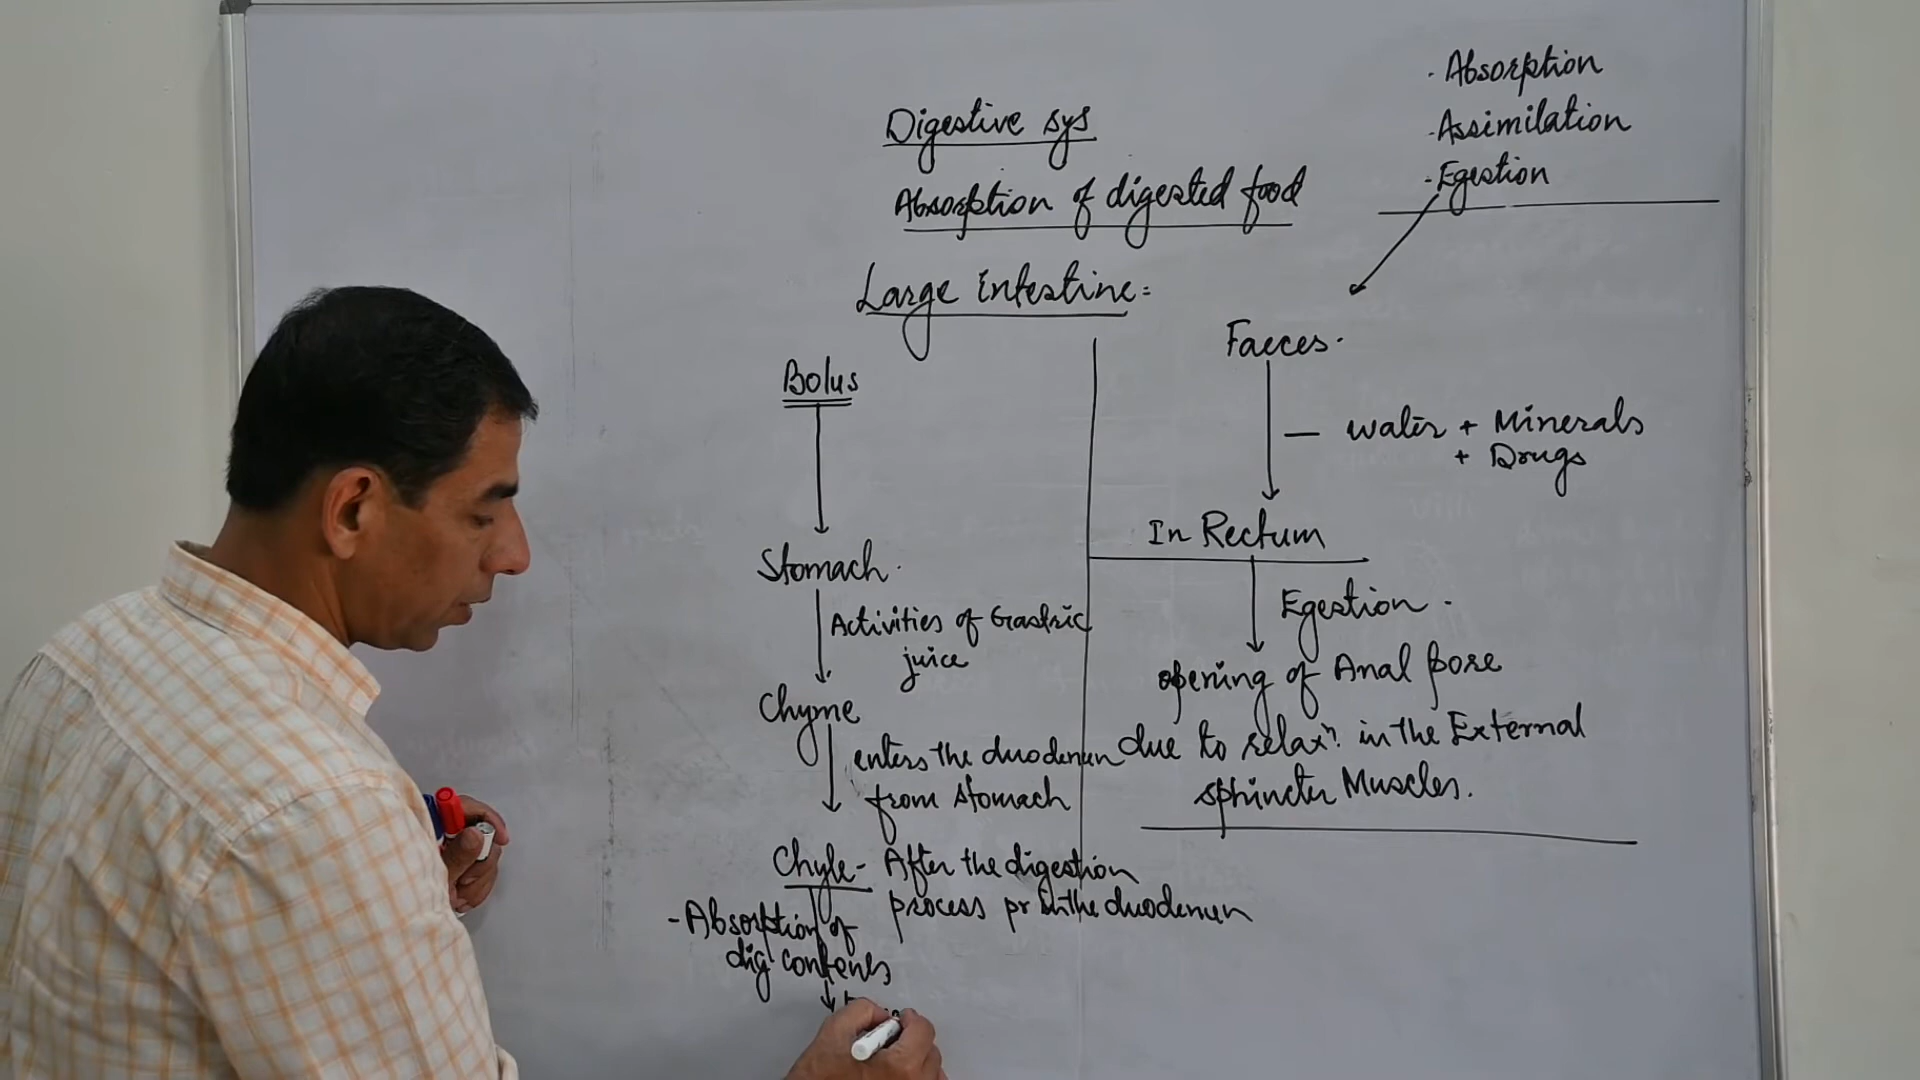 Digestive sys
Absorption of digested food
Large intestine =
· Absorption
· Assimilation
- Egestion
Bolus
Stomach.
Activities of Gastric
juice
Chyme
enters the duodenum
from stomach
Chyle - After the digestion
process pr in the duodenum
- Absorption of
dig contents
Faeces.
— water + Minerals
+ Drugs
In Rectum
Egestion.
opening of Anal pore
due to relaxn. in the External
sphincter Muscles.